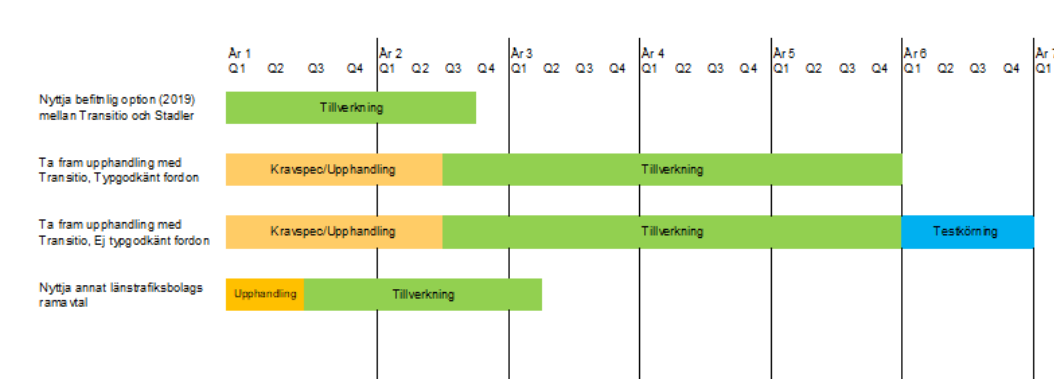 År 1 År 2 År 3 År 4 År 5 År 6 År 7
Q1 Q2 Q3 Q4 Q1 Q2 Q3 Q4 Q1 Q2 Q3 Q4 Q1 Q2 Q3 Q4 Q1 Q2 Q3 Q4 Q1 Q2 Q3 Q4 Q1
Nyttja befitnlig option (2019)
mellan Transitio och Stadler
Tillverkning
Ta fram upphandling med
Transitio, Typgodkänt fordon
Kravspec/Upphandling Tillverkning
Ta fram upphandling med
Transitio, Ej typgodkänt fordon
Kravspec/Upphandling Tillverkning Testkörning
Nyttja annat länstrafiksbolags
ramavtal
Upphandling Tillverkning